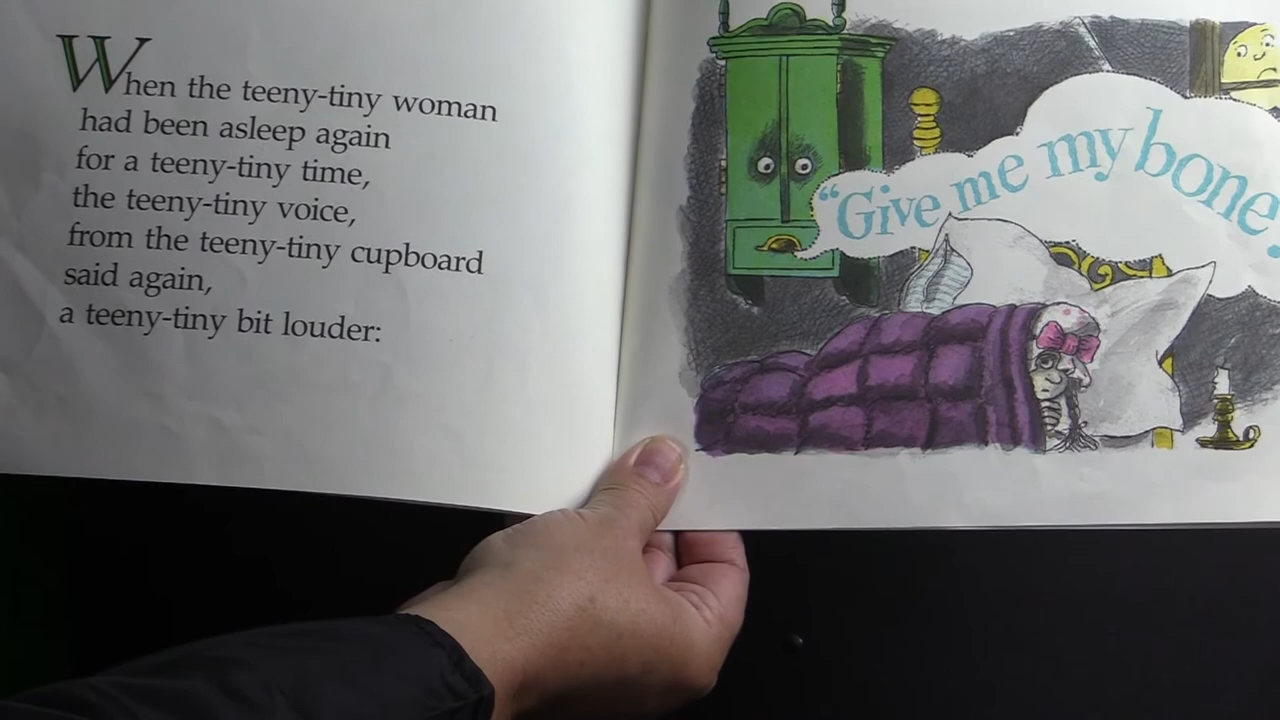 When the teeny-tiny woman
had been asleep again
for a teeny-tiny time,
the teeny-tiny voice,
from the teeny-tiny cupboard
said again,
a teeny-tiny bit louder:
"Give me my bone,